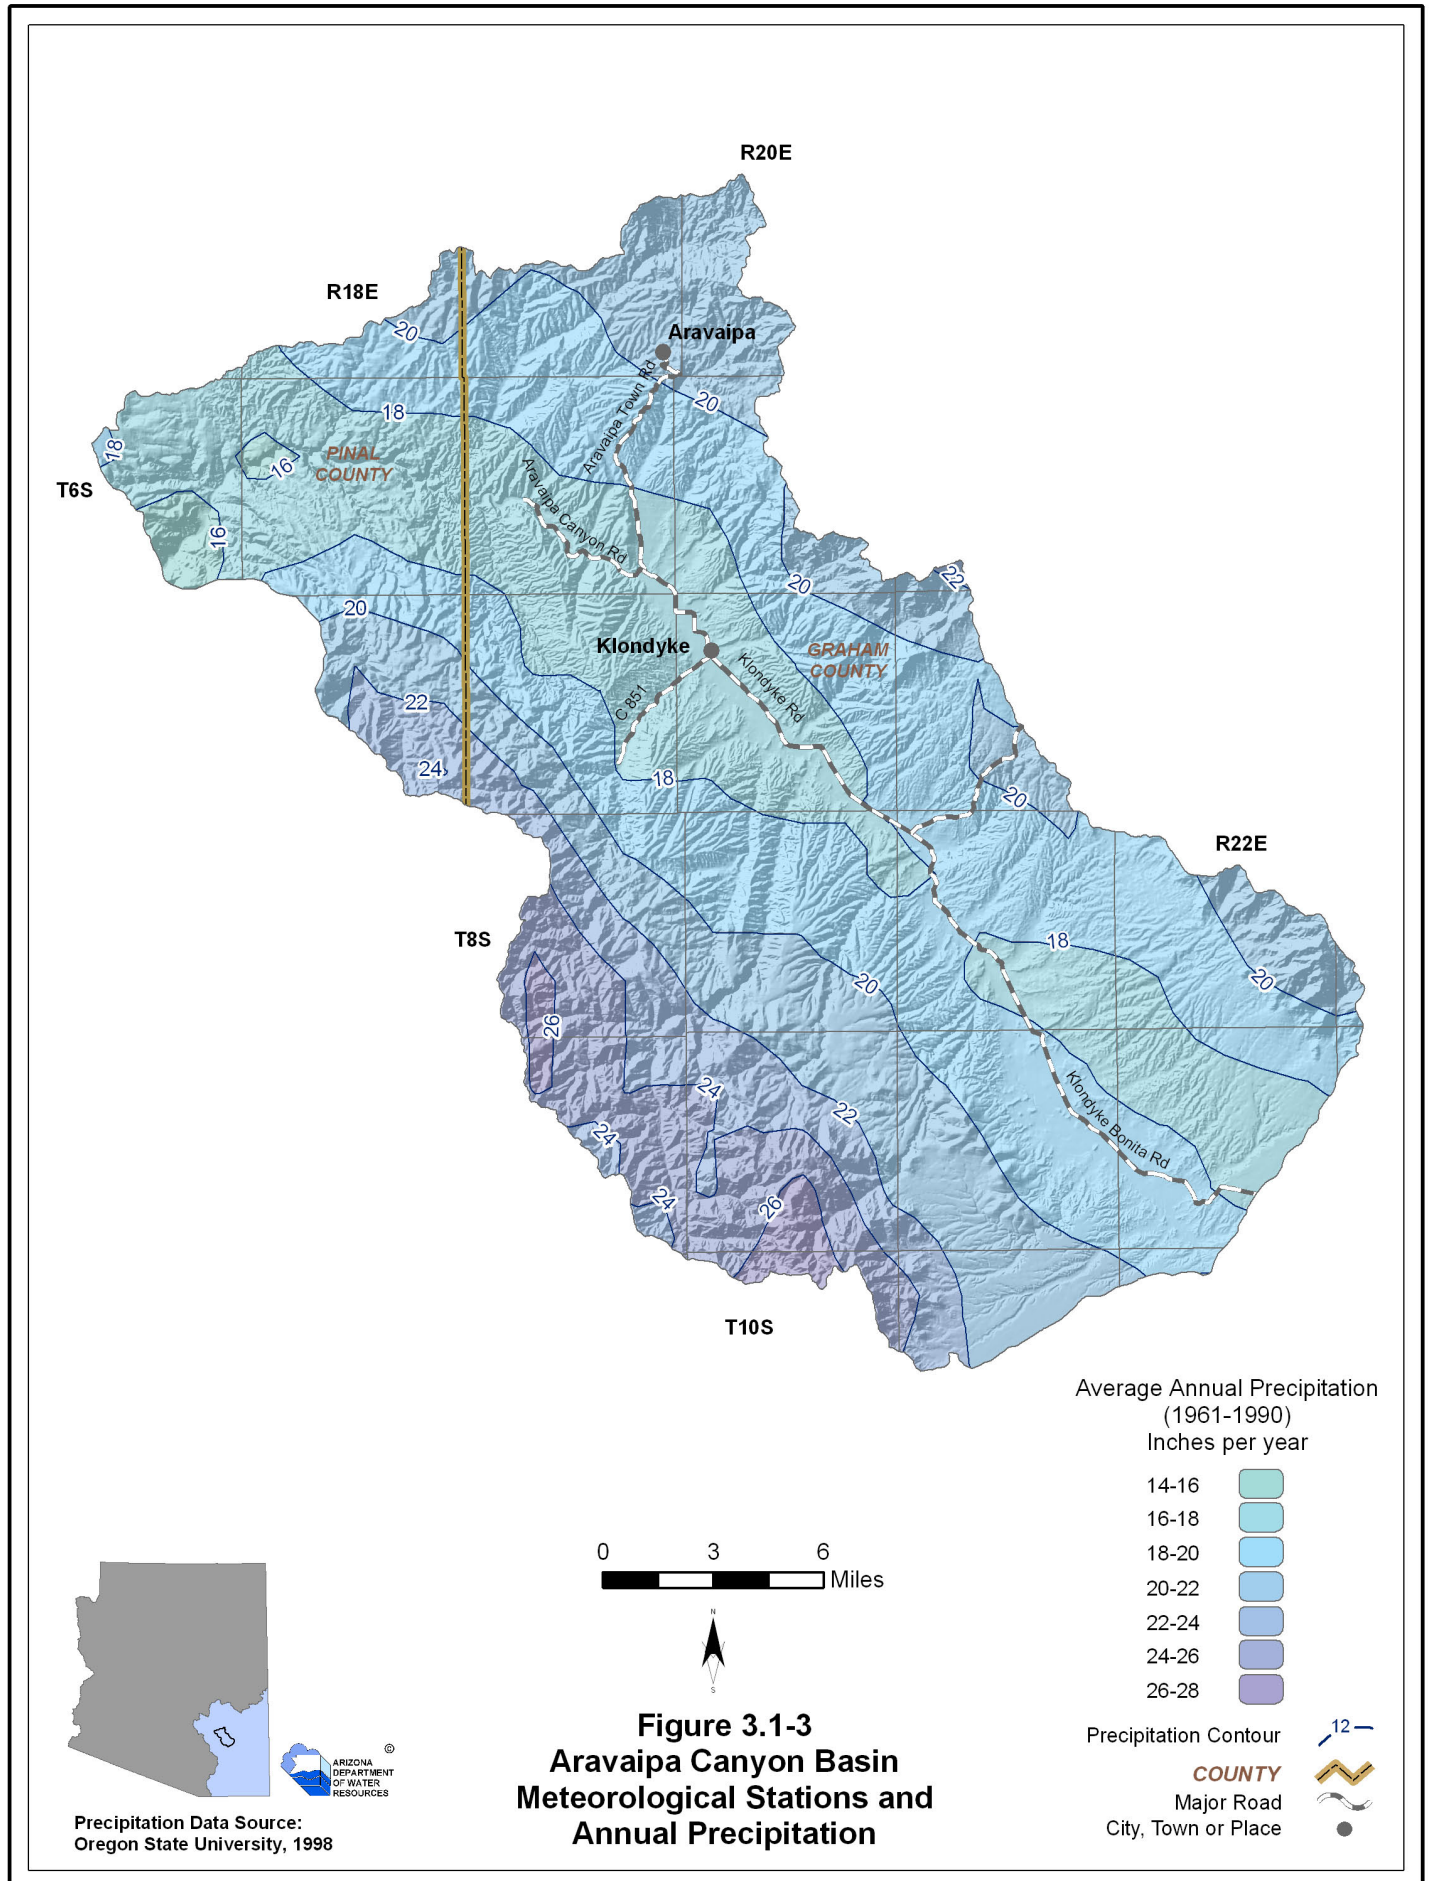 R20E
R18E
20
Aravaipa
Aravaipa Town Rd
20
18
18
16
PINAL
COUNTY
Aravaipa Canyon Rd
T6S
16
20
22
20
Klondyke
GRAHAM
COUNTY
Klondyke Rd
C 851
22
24
18
20
R22E
T8S
18
20
20
26
24
22
Klondyke Bonita Rd
24
24
26
T10S
Average Annual Precipitation
(1961-1990)
Inches per year
14-16
16-18
18-20
20-22
22-24
24-26
26-28
Precipitation Contour
12
COUNTY
Major Road
City, Town or Place
0 3 6
Miles
N
S
Figure 3.1-3
Aravaipa Canyon Basin
Meteorological Stations and
Annual Precipitation
©
ARIZONA
DEPARTMENT
OF WATER
RESOURCES
Precipitation Data Source:
Oregon State University, 1998